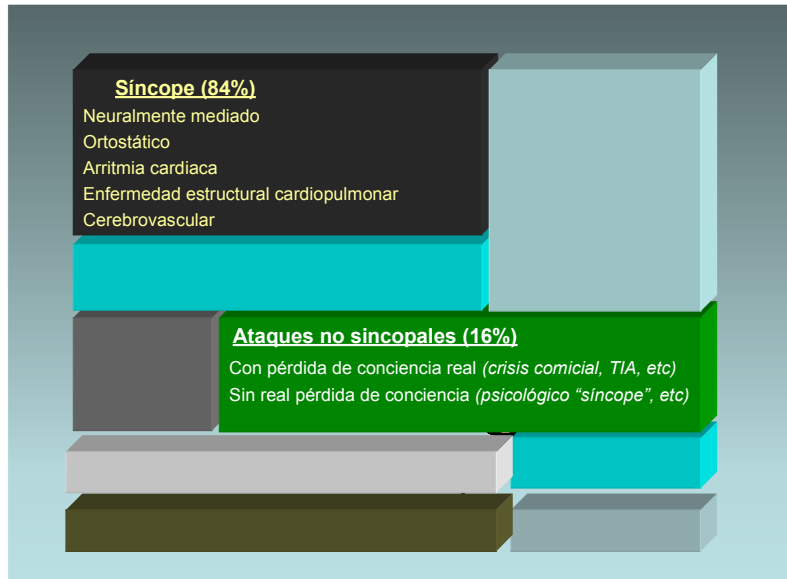 Síncope (84%)
Neuralmente mediado
Ortostático
Arritmia cardiaca
Enfermedad estructural cardiopulmonar
Cerebrovascular
Ataques no sincopales (16%)
Con pérdida de conciencia real (crisis comicial, TIA, etc)
Sin real pérdida de conciencia (psicológico “síncope”, etc)